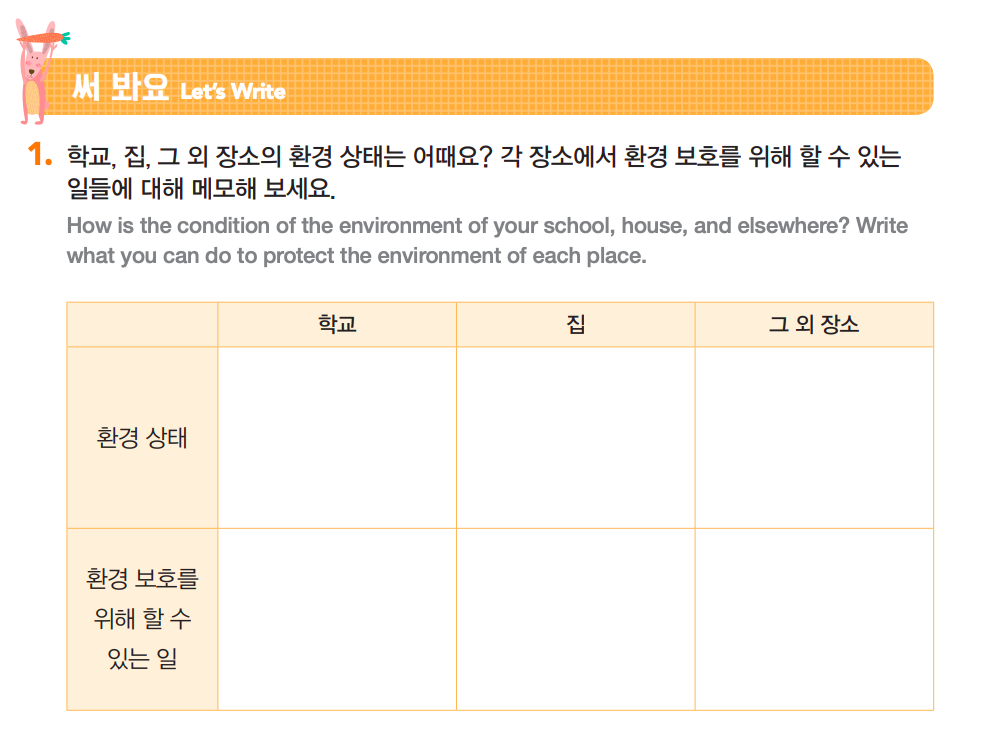 써 봐요 Let's Write
1. 학교, 집, 그 외 장소의 환경 상태는 어때요? 각 장소에서 환경 보호를 위해 할 수 있는
일들에 대해 메모해 보세요.
How is the condition of the environment of your school, house, and elsewhere? Write
what you can do to protect the environment of each place.
학교 집 그 외 장소
환경 상태
환경 보호를
위해 할 수
있는 일